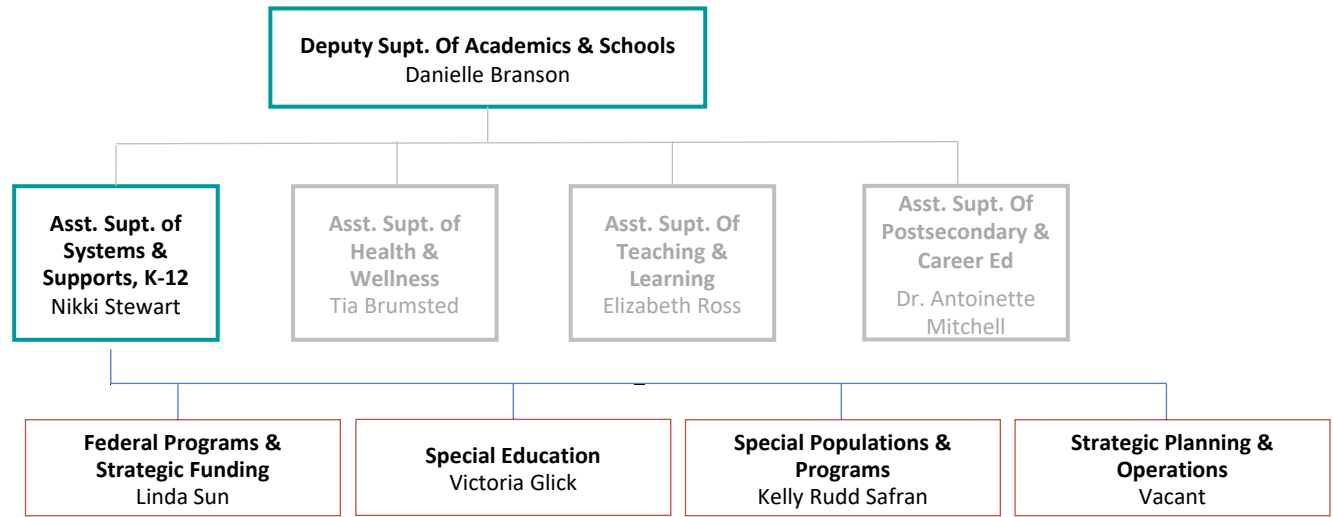 Deputy Supt. Of Academics & Schools
Danielle Branson
Asst. Supt. of
Systems &
Supports, K-12
Nikki Stewart
Asst. Supt. of
Health &
Wellness
Tia Brumsted
Asst. Supt. Of
Teaching &
Learning
Elizabeth Ross
Asst. Supt. Of
Postsecondary &
Career Ed
Dr. Antoinette
Mitchell
Federal Programs &
Strategic Funding
Linda Sun
Special Education
Victoria Glick
Special Populations &
Programs
Kelly Rudd Safran
Strategic Planning &
Operations
Vacant